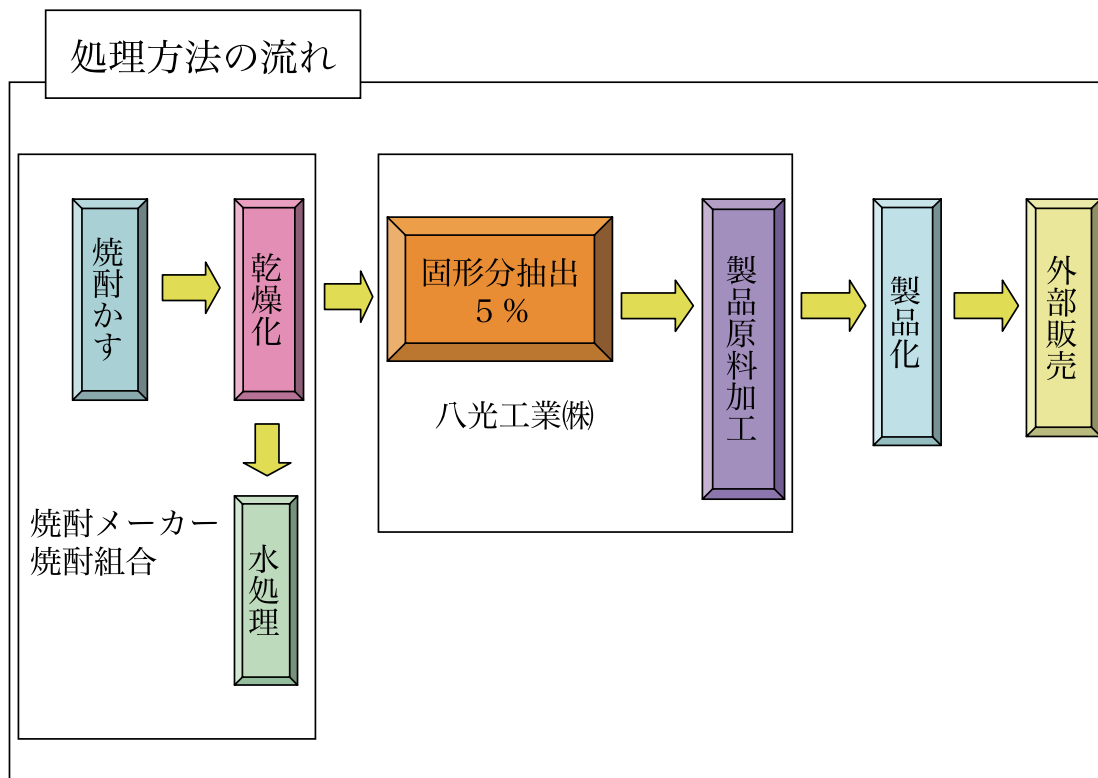 処理方法の流れ
焼酎かす
乾燥化
水処理
焼酎メーカー
焼酎組合
固形分抽出
５％
八光工業㈱
製品原料加工
製品化
外部販売